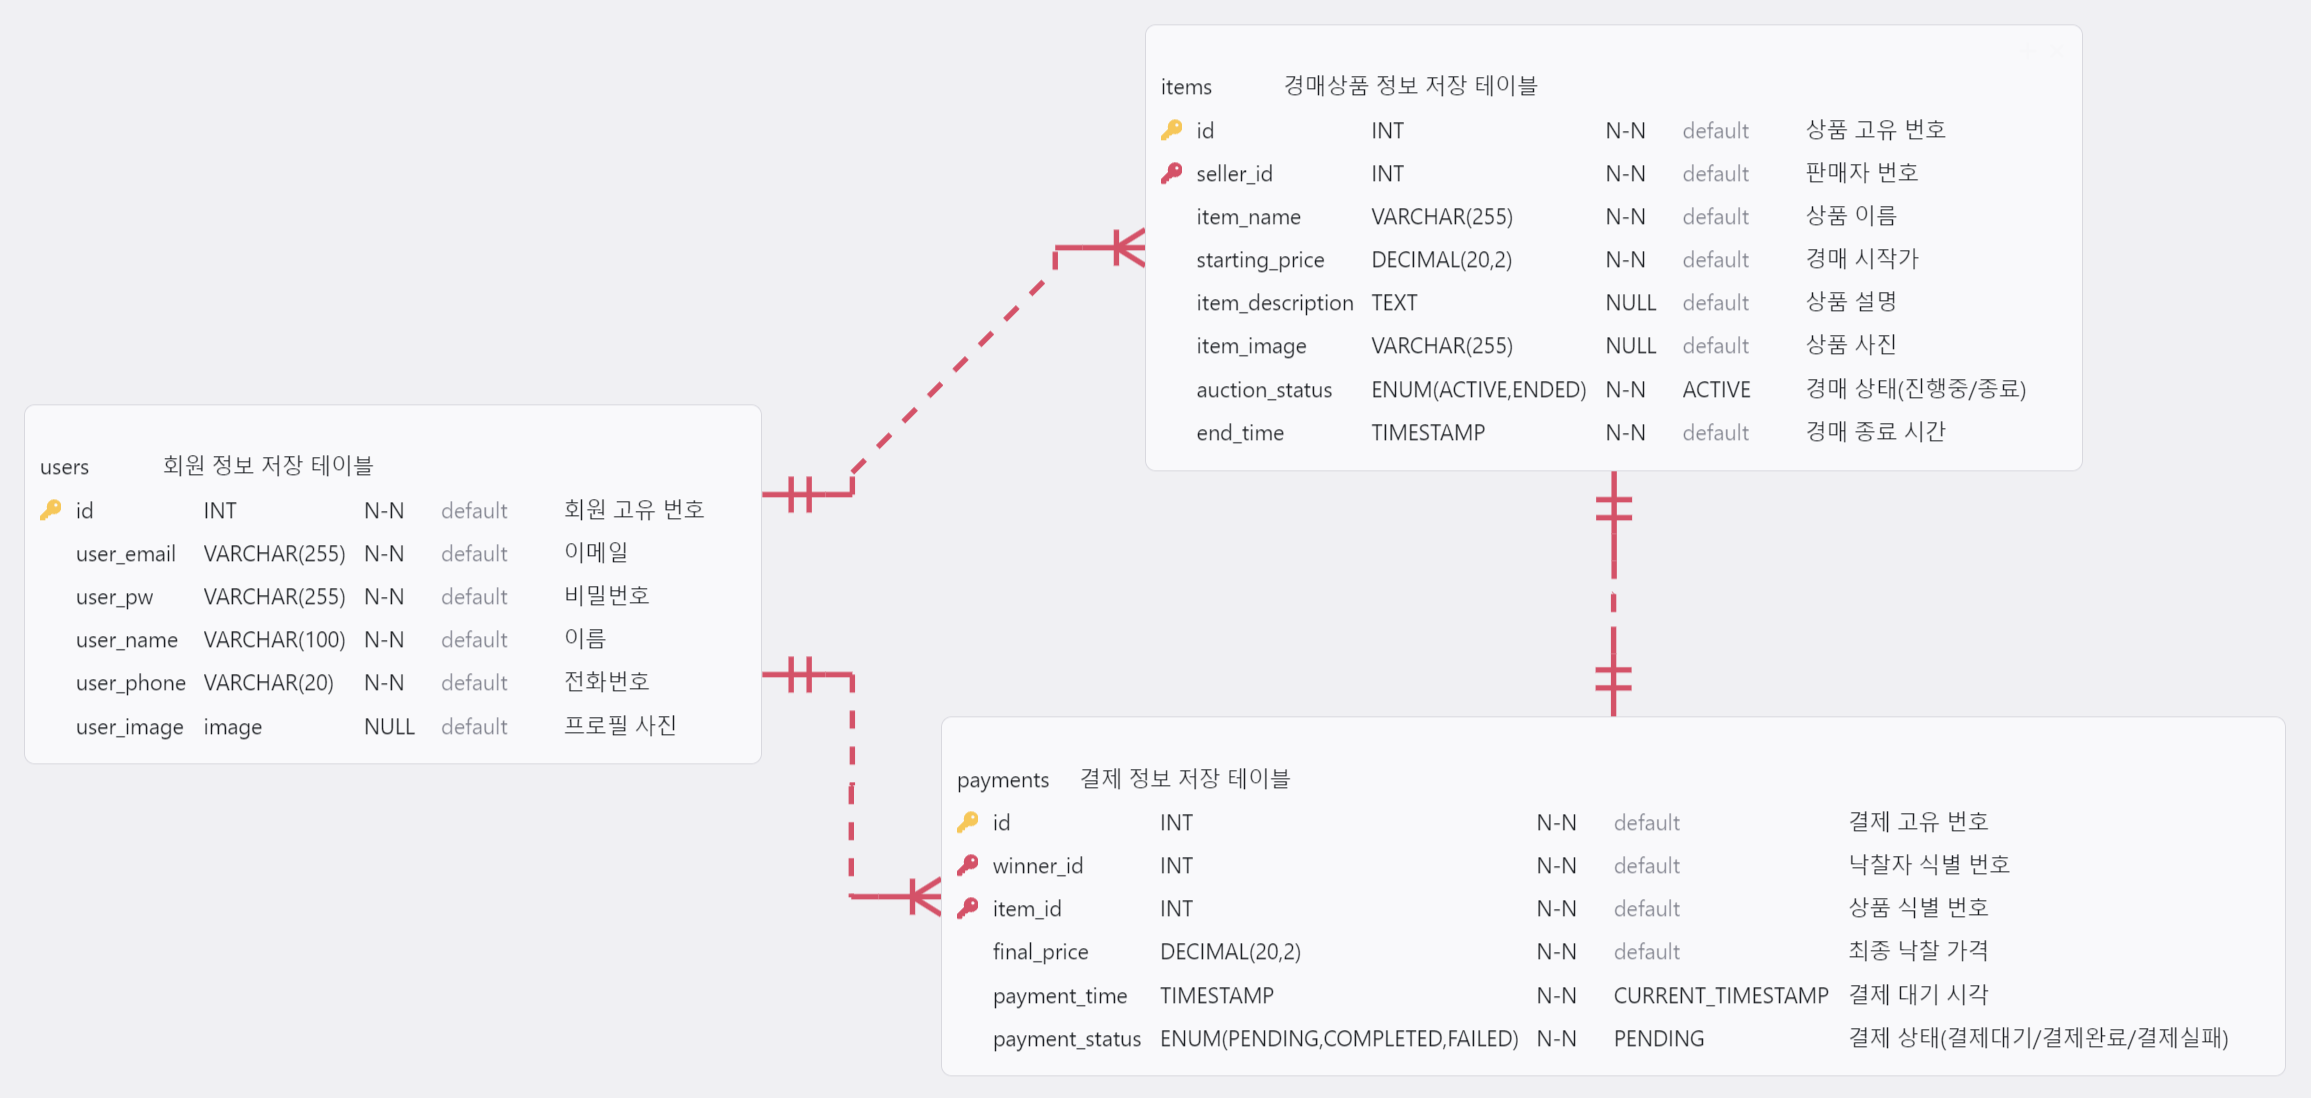 items 경매상품 정보 저장 테이블
id INT N-N default 상품 고유 번호
seller_id INT N-N default 판매자 번호
item_name VARCHAR(255) N-N default 상품 이름
starting_price DECIMAL(20,2) N-N default 경매 시작가
item_description TEXT NULL default 상품 설명
item_image VARCHAR(255) NULL default 상품 사진
auction_status ENUM(ACTIVE,ENDED) N-N ACTIVE 경매 상태(진행중/종료)
end_time TIMESTAMP N-N default 경매 종료 시간
users 회원 정보 저장 테이블
id INT N-N default 회원 고유 번호
user_email VARCHAR(255) N-N default 이메일
user_pw VARCHAR(255) N-N default 비밀번호
user_name VARCHAR(100) N-N default 이름
user_phone VARCHAR(20) N-N default 전화번호
user_image image NULL default 프로필 사진
payments 결제 정보 저장 테이블
id INT N-N default 결제 고유 번호
winner_id INT N-N default 낙찰자 식별 번호
item_id INT N-N default 상품 식별 번호
final_price DECIMAL(20,2) N-N default 최종 낙찰 가격
payment_time TIMESTAMP N-N CURRENT_TIMESTAMP 결제 대기 시각
payment_status ENUM(PENDING,COMPLETED,FAILED) N-N PENDING 결제 상태(결제대기/결제완료/결제실패)